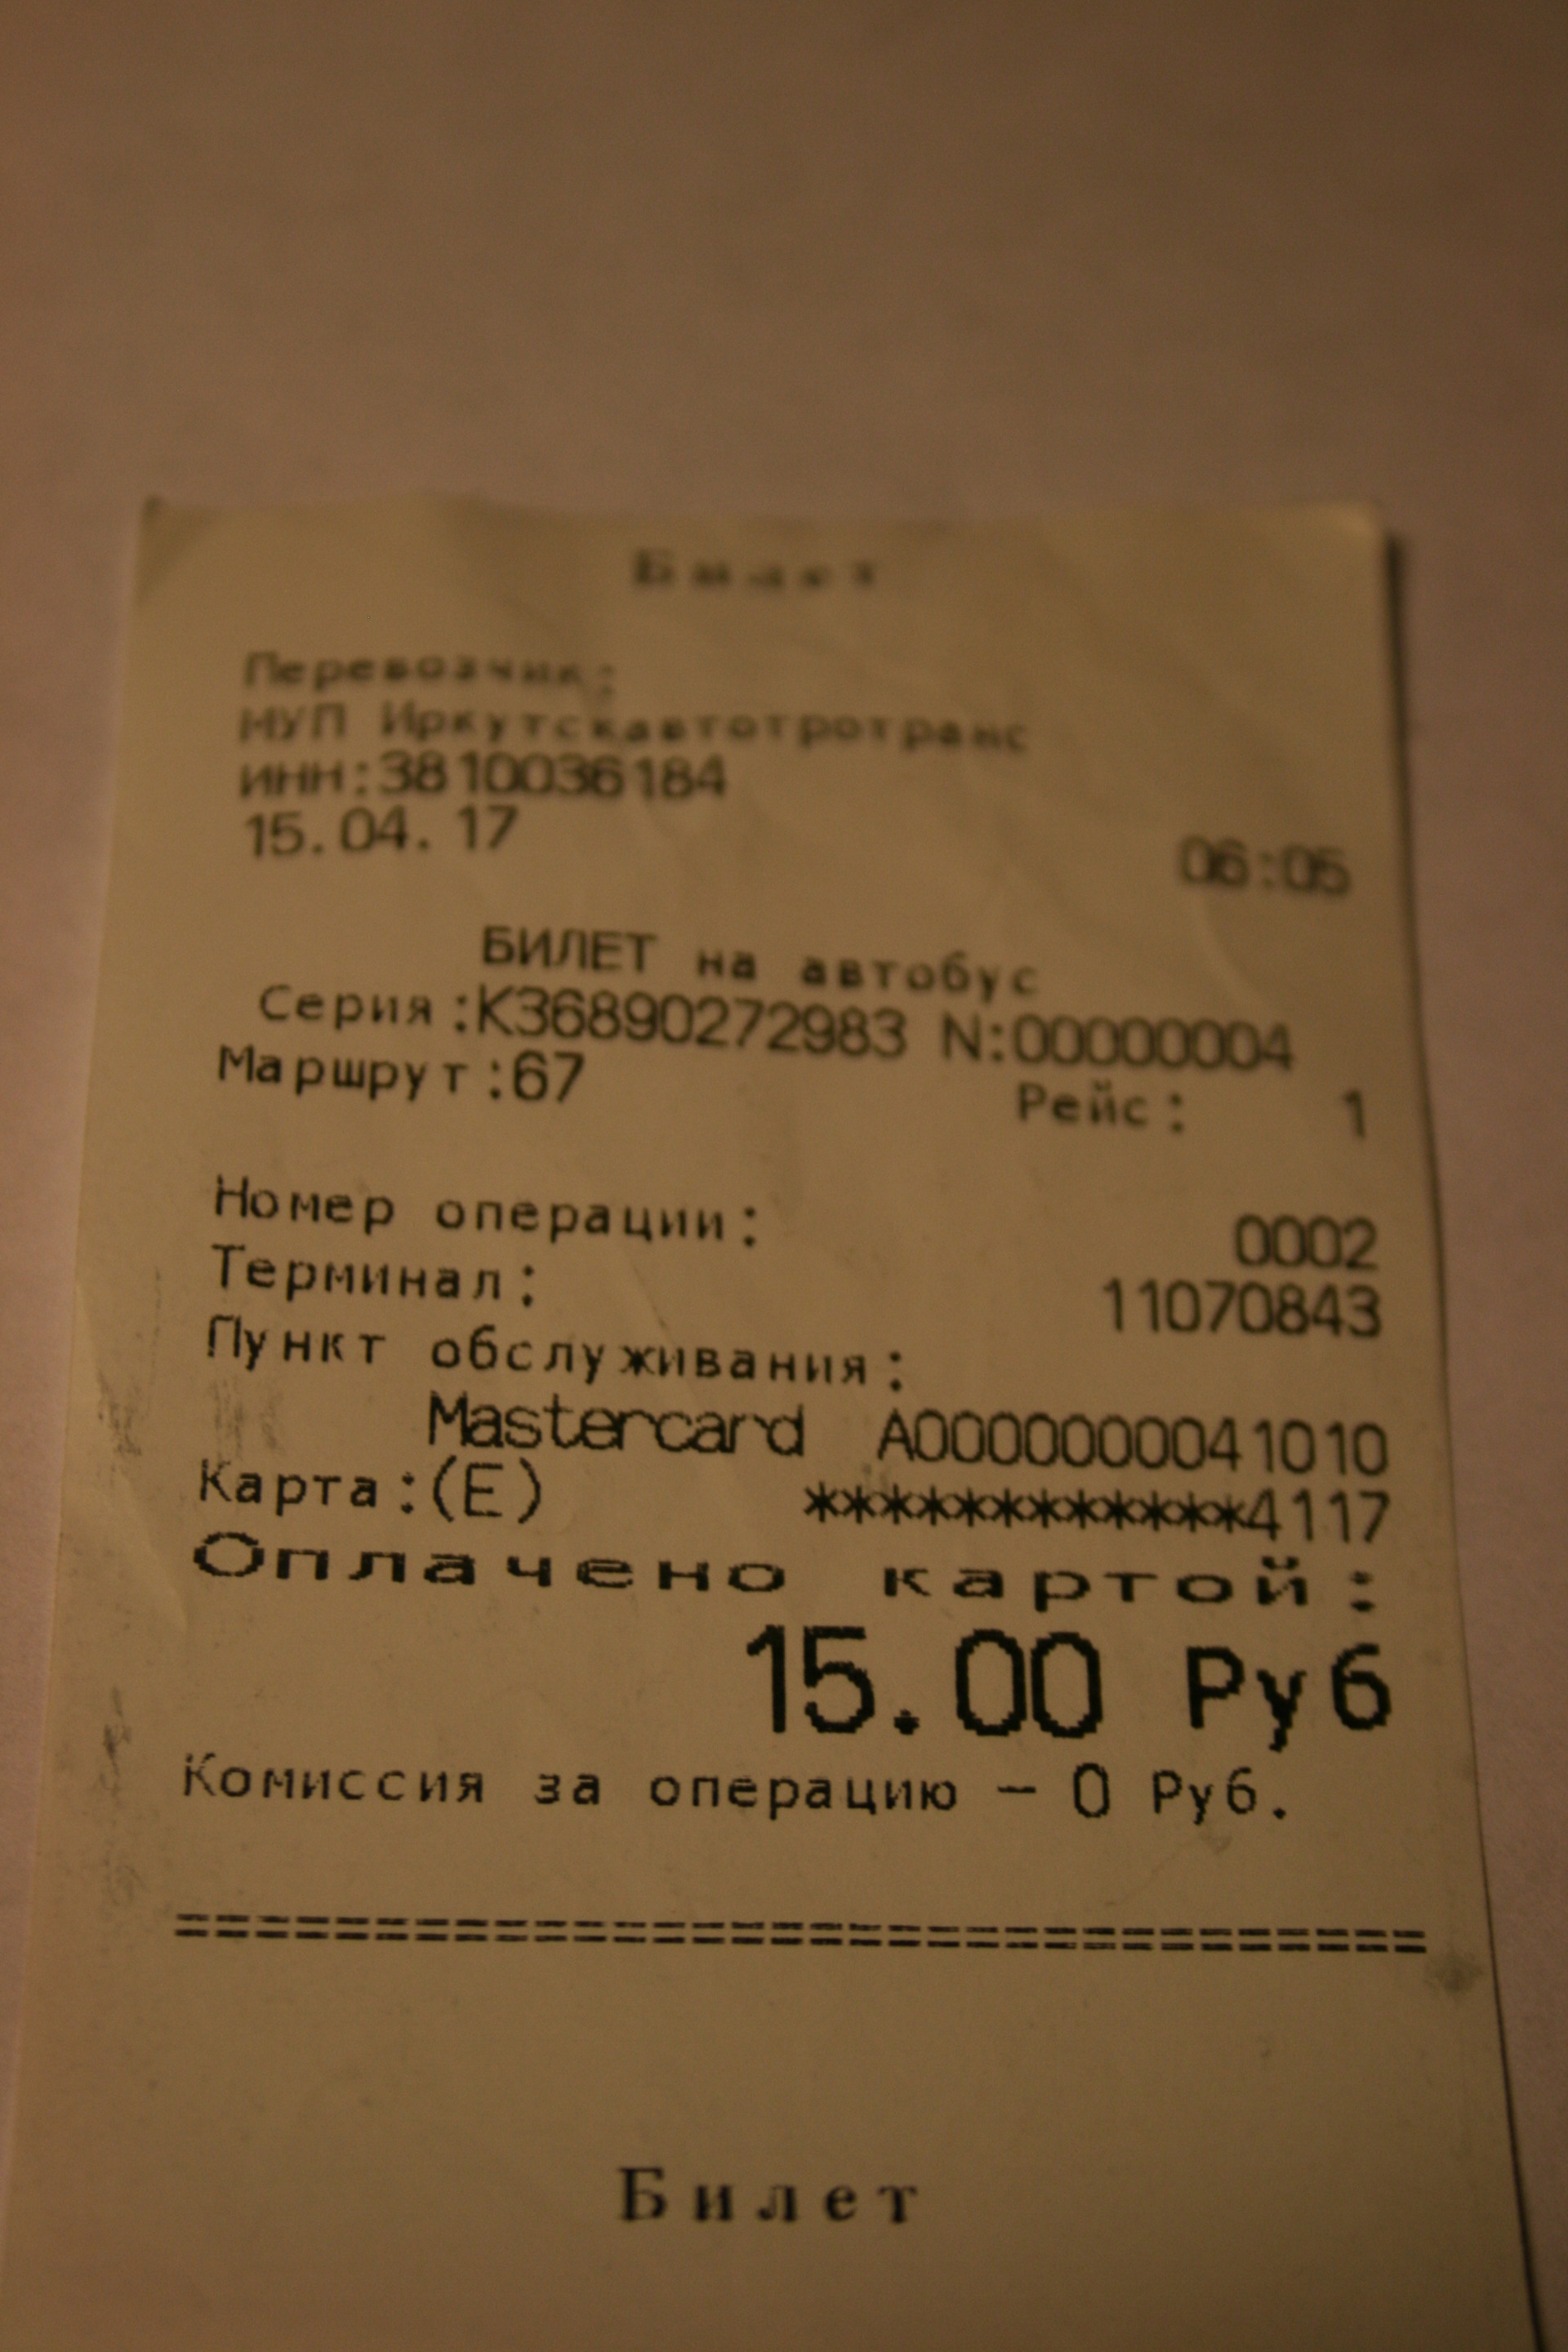 Билет
Перевозчик:
МУП Иркутскавтотротранс
ИНН:3810036184
15.04.17 06:05
БИЛЕТ на автобус
Серия:К36890272983 N:00000004
Маршрут:67 Рейс: 1
Номер операции: 0002
Терминал: 11070843
Пункт обслуживания:
Mastercard A0000000041010
Карта:(E) ************4117
Оплачено картой:
15.00 Руб
Комиссия за операцию – 0 Руб.
================================
Билет